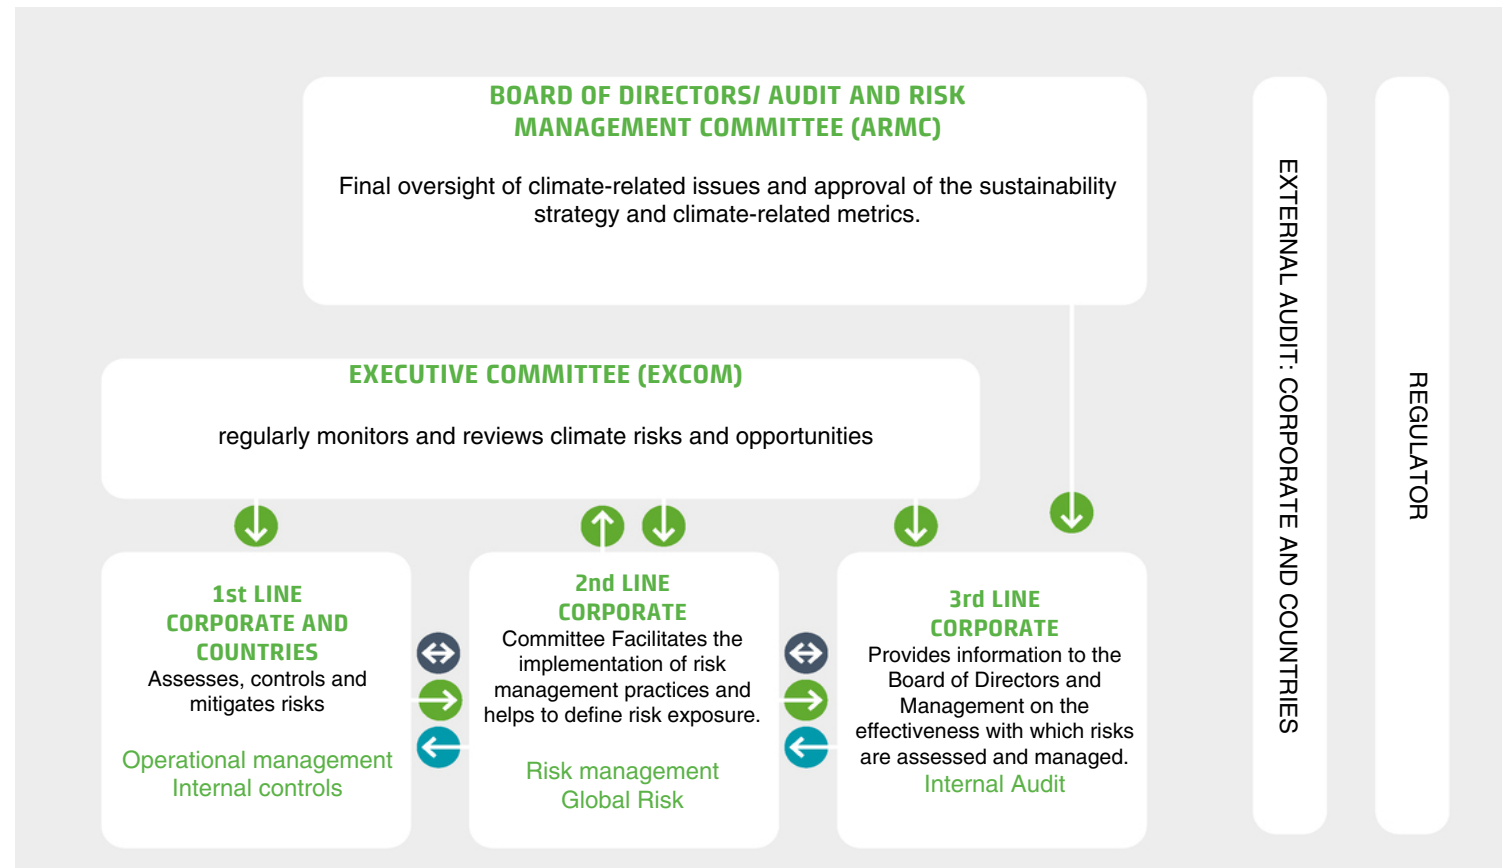 BOARD OF DIRECTORS/ AUDIT AND RISK
MANAGEMENT COMMITTEE (ARMC)
Final oversight of climate-related issues and approval of the sustainability
strategy and climate-related metrics.
EXECUTIVE COMMITTEE (EXCOM)
regularly monitors and reviews climate risks and opportunities
1st LINE
CORPORATE AND
COUNTRIES
Assesses, controls and
mitigates risks
Operational management
Internal controls
2nd LINE
CORPORATE
Committee Facilitates the
implementation of risk
management practices and
helps to define risk exposure.
Risk management
Global Risk
3rd LINE
CORPORATE
Provides information to the
Board of Directors and
Management on the
effectiveness with which risks
are assessed and managed.
Internal Audit
EXTERNAL AUDIT: CORPORATE AND COUNTRIES
REGULATOR